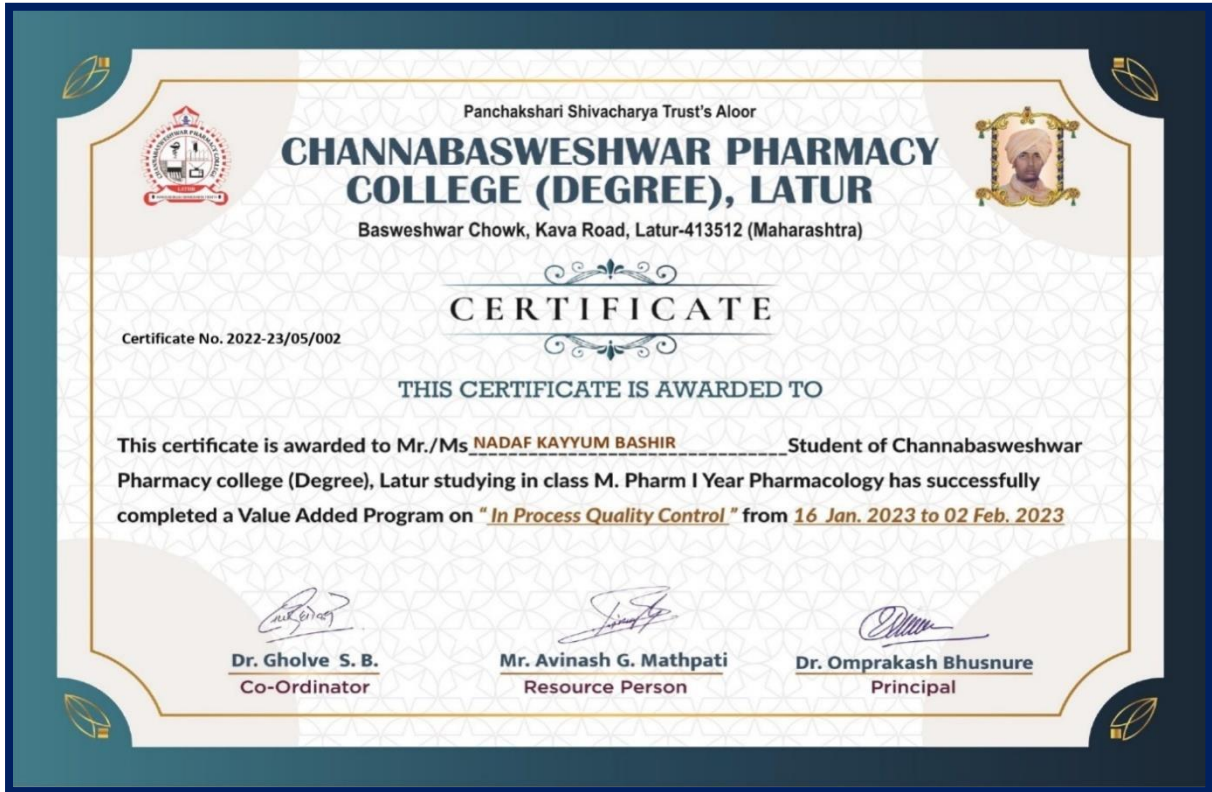 Panchakshari Shivacharya Trust's Aloor
CHANNABASWESHWAR PHARMACY
COLLEGE (DEGREE), LATUR
Basweshwar Chowk, Kava Road, Latur-413512 (Maharashtra)
CHANNABASWESHWAR PHARMACY COLLEGE
LATUR
CERTIFICATE
Certificate No. 2022-23/05/002
THIS CERTIFICATE IS AWARDED TO
This certificate is awarded to Mr./Ms NADAF KAYYUM BASHIR Student of Channabasweshwar
Pharmacy college (Degree), Latur studying in class M. Pharm I Year Pharmacology has successfully
completed a Value Added Program on " In Process Quality Control " from 16 Jan. 2023 to 02 Feb. 2023
Dr. Gholve S. B.
Co-Ordinator
Mr. Avinash G. Mathpati
Resource Person
Dr. Omprakash Bhusnure
Principal